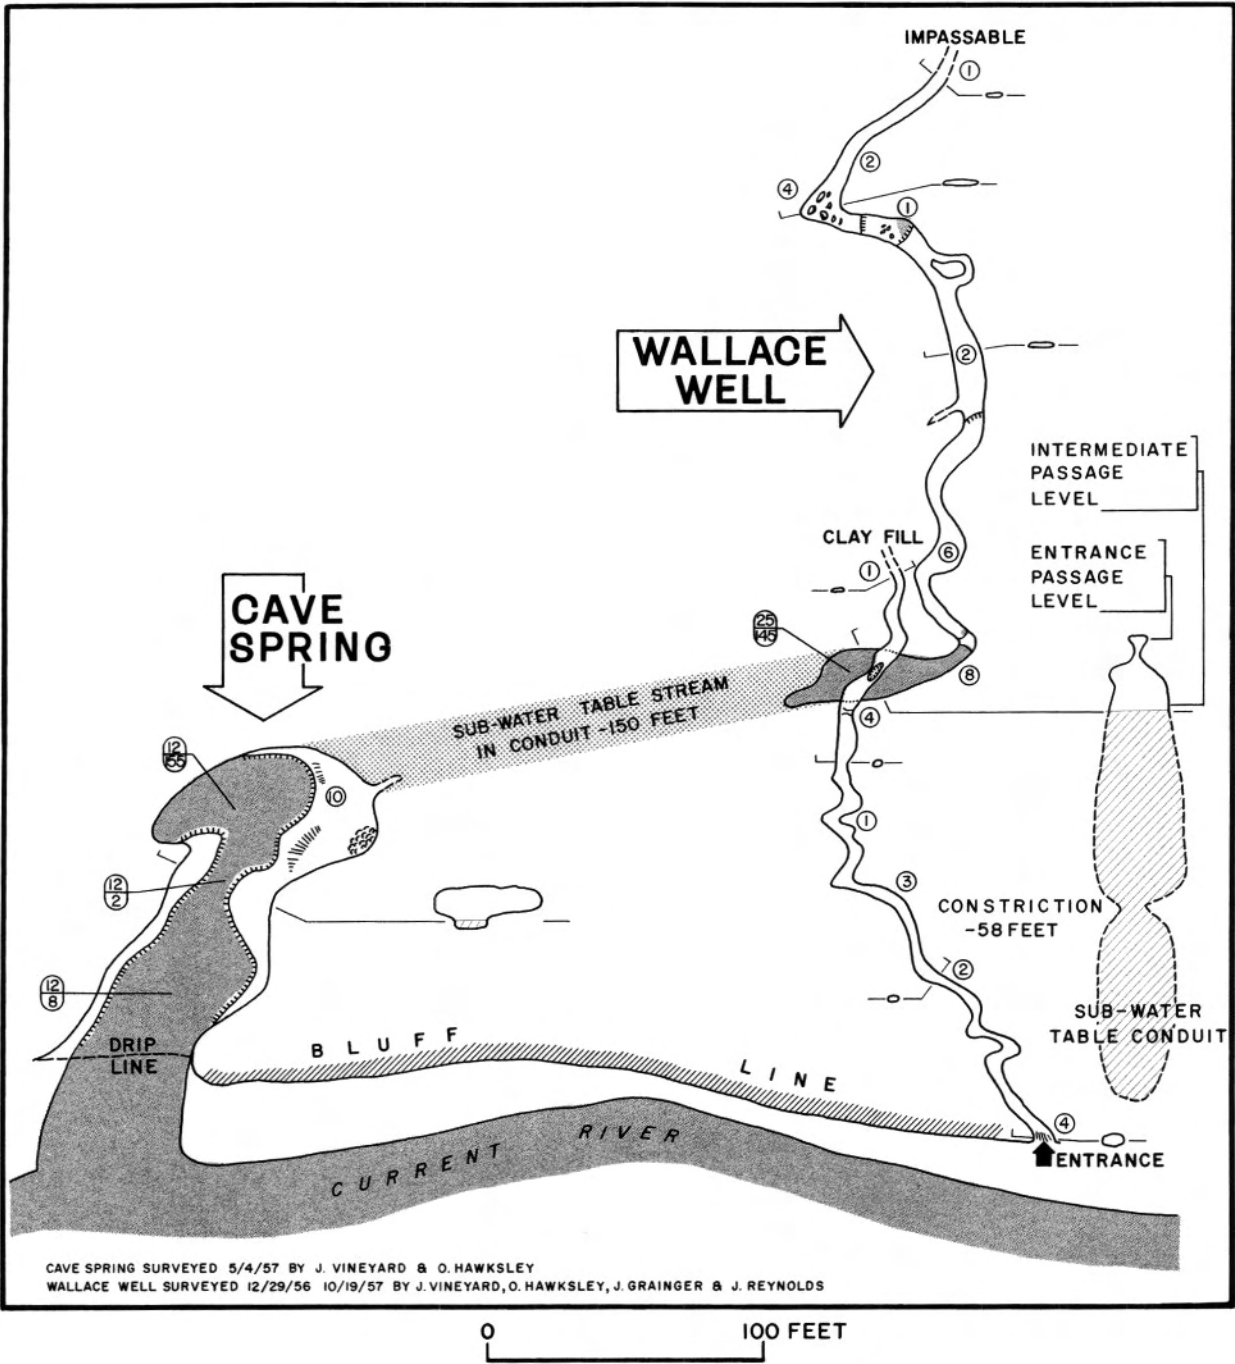 IMPASSABLE
1
2
4
1
WALLACE
WELL
2
INTERMEDIATE
PASSAGE
LEVEL
CLAY FILL
1
6
ENTRANCE
PASSAGE
LEVEL
CAVE
SPRING
25
145
8
SUB-WATER TABLE STREAM
IN CONDUIT -150 FEET
4
12
155
10
1
12
2
3
CONSTRICTION
-58 FEET
2
12
8
SUB-WATER
TABLE CONDUIT
DRIP
LINE
BLUFF LINE
4
ENTRANCE
CURRENT RIVER
CAVE SPRING SURVEYED 5/4/57 BY J. VINEYARD & O. HAWKSLEY
WALLACE WELL SURVEYED 12/29/56 10/19/57 BY J. VINEYARD, O. HAWKSLEY, J. GRAINGER & J. REYNOLDS
0 100 FEET